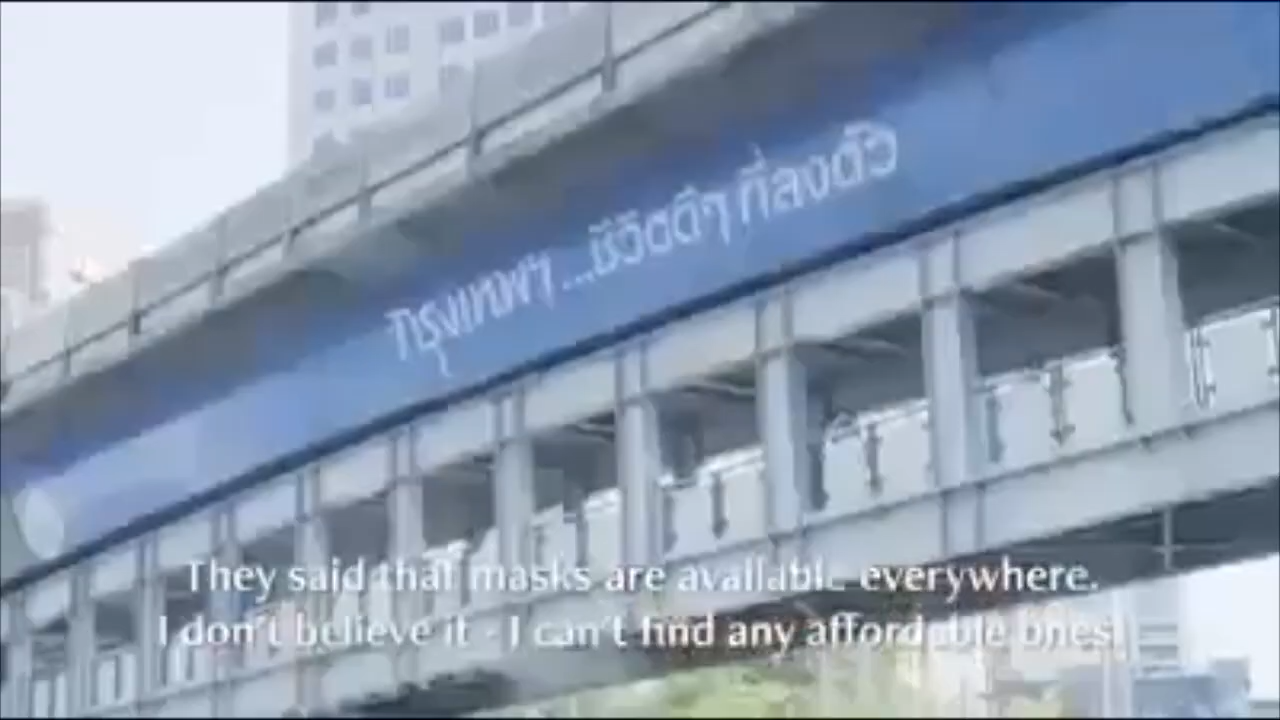 กรุงเทพฯ...ชีวิตดีๆ ที่ลงตัว
They said that masks are available everywhere.
I don't believe it - I can't find any affordable ones.